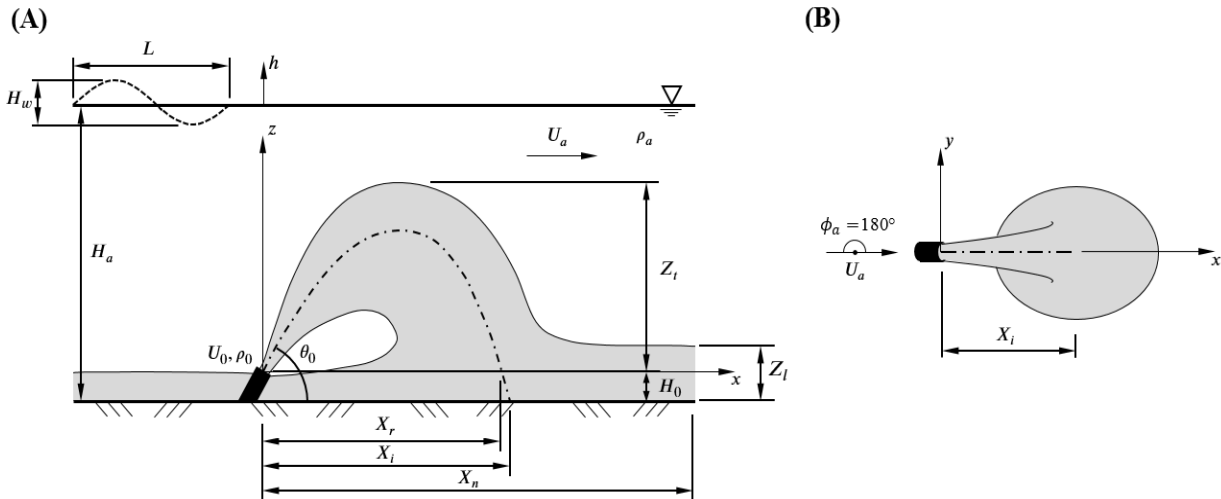 (A)
(B)
L
h
H_w
z
U_a
ρ_a
y
H_a
Z_t
ϕ_a =180°
U_a
x
U_0, ρ_0
θ_0
x
H_0
Z_l
X_i
X_r
X_i
X_n